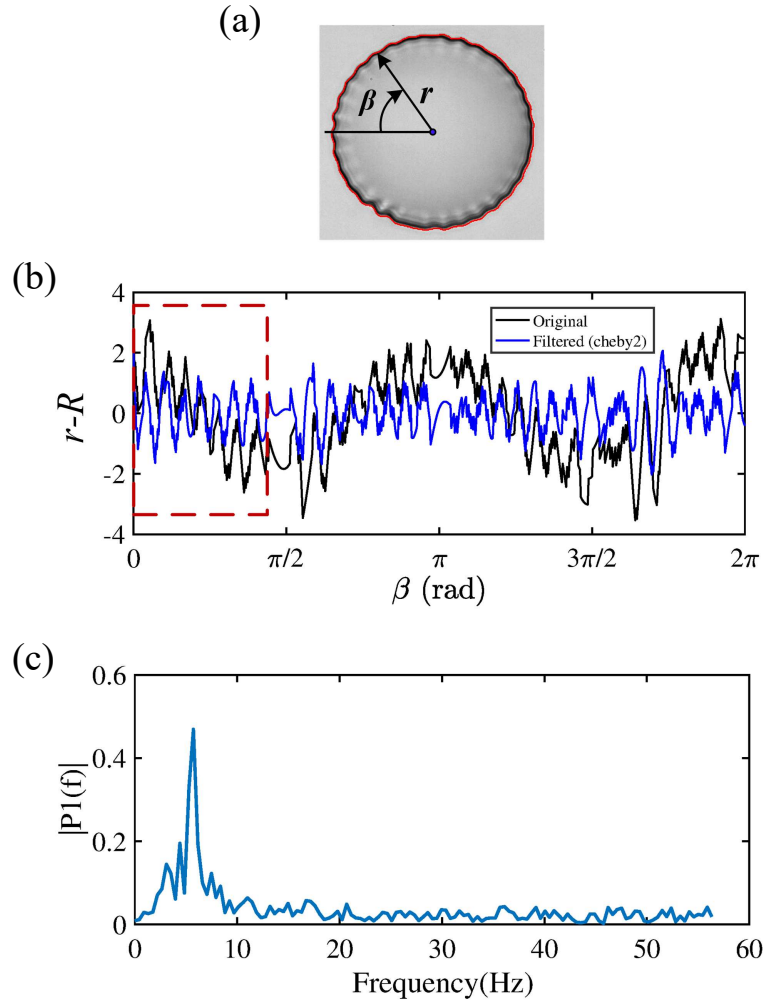 (a)
β
r
(b)
4
2
0
-2
-4
r-R
Original
Filtered (cheby2)
0
π/2
π
3π/2
2π
β (rad)
(c)
0.6
0.4
0.2
0
|P1(f)|
0
10
20
30
40
50
60
Frequency(Hz)